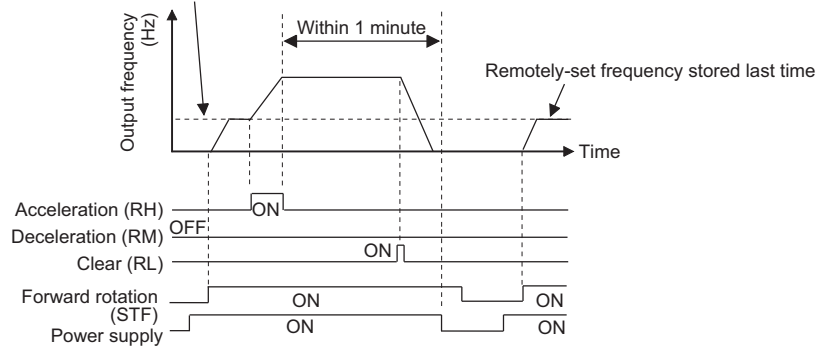 Output frequency
(Hz)
Within 1 minute
Remotely-set frequency stored last time
Time
Acceleration (RH)
ON
Deceleration (RM)
OFF
Clear (RL)
ON
Forward rotation
(STF)
ON
ON
Power supply
ON
ON